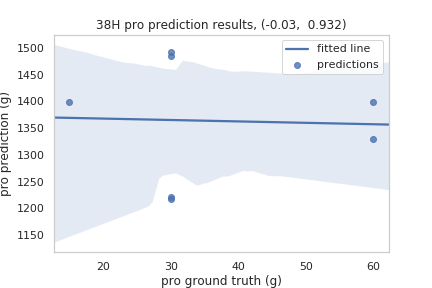 38H pro prediction results, (-0.03,  0.932)
fitted line
predictions
pro prediction (g)
1500
1450
1400
1350
1300
1250
1200
1150
20 30 40 50 60
pro ground truth (g)